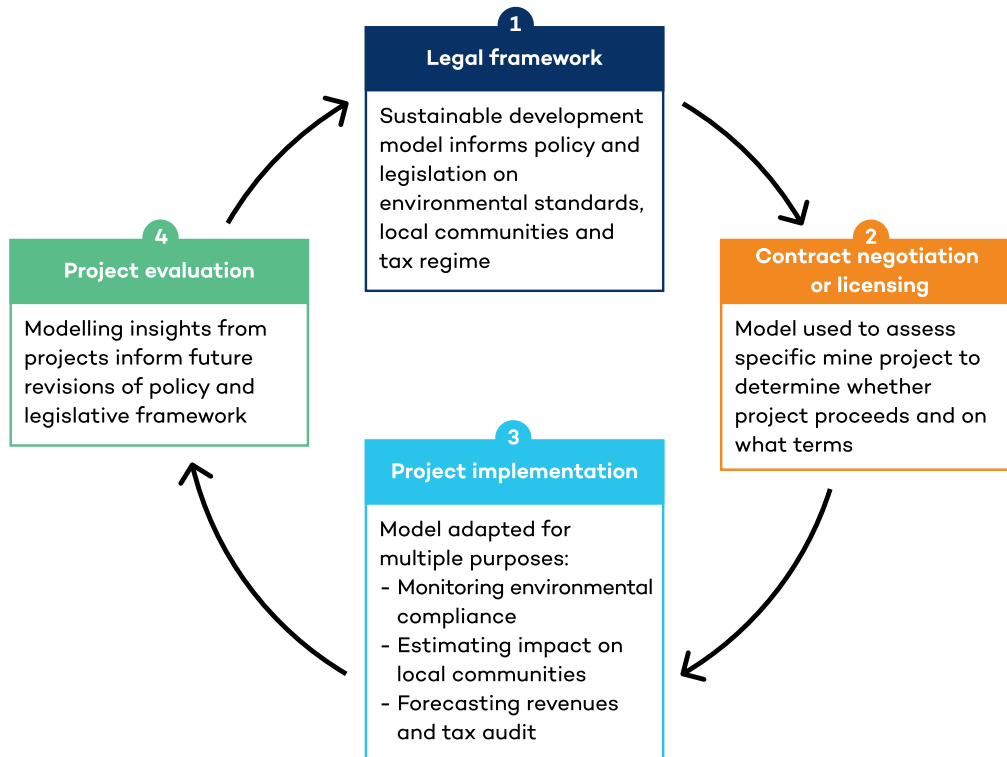 1
Legal framework
Sustainable development
model informs policy and
legislation on
environmental standards,
local communities and
tax regime
2
Contract negotiation
or licensing
Model used to assess
specific mine project to
determine whether
project proceeds and on
what terms
3
Project implementation
Model adapted for
multiple purposes:
- Monitoring environmental
compliance
- Estimating impact on
local communities
- Forecasting revenues
and tax audit
4
Project evaluation
Modelling insights from
projects inform future
revisions of policy and
legislative framework